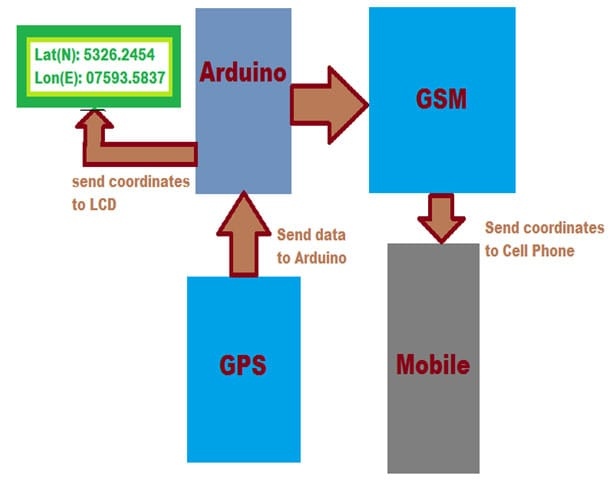 Lat(N): 5326.2454
Lon(E): 07593.5837
Arduino
GSM
send coordinates
to LCD
Send data
to Arduino
Send coordinates
to Cell Phone
GPS
Mobile